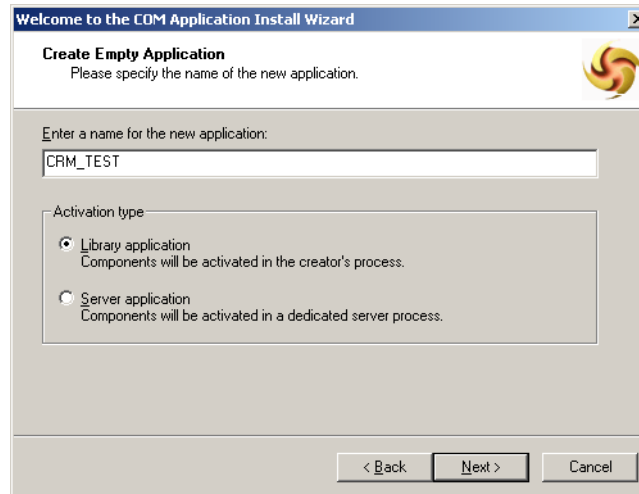 Welcome to the COM Application Install Wizard
Create Empty Application
Please specify the name of the new application.
Enter a name for the new application:
CRM_TEST
Activation type
Library application
Components will be activated in the creator's process.
Server application
Components will be activated in a dedicated server process.
< Back Next > Cancel